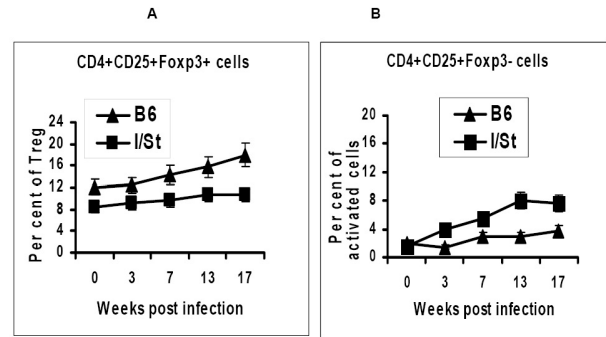 A
CD4+CD25+Foxp3+ cells
Per cent of Treg
24
20
16
12
8
4
0
B6
I/St
0 3 7 13 17
Weeks post infection
B
CD4+CD25+Foxp3- cells
Per cent of
activated cells
20
16
12
8
4
0
B6
I/St
0 3 7 13 17
Weeks post infection